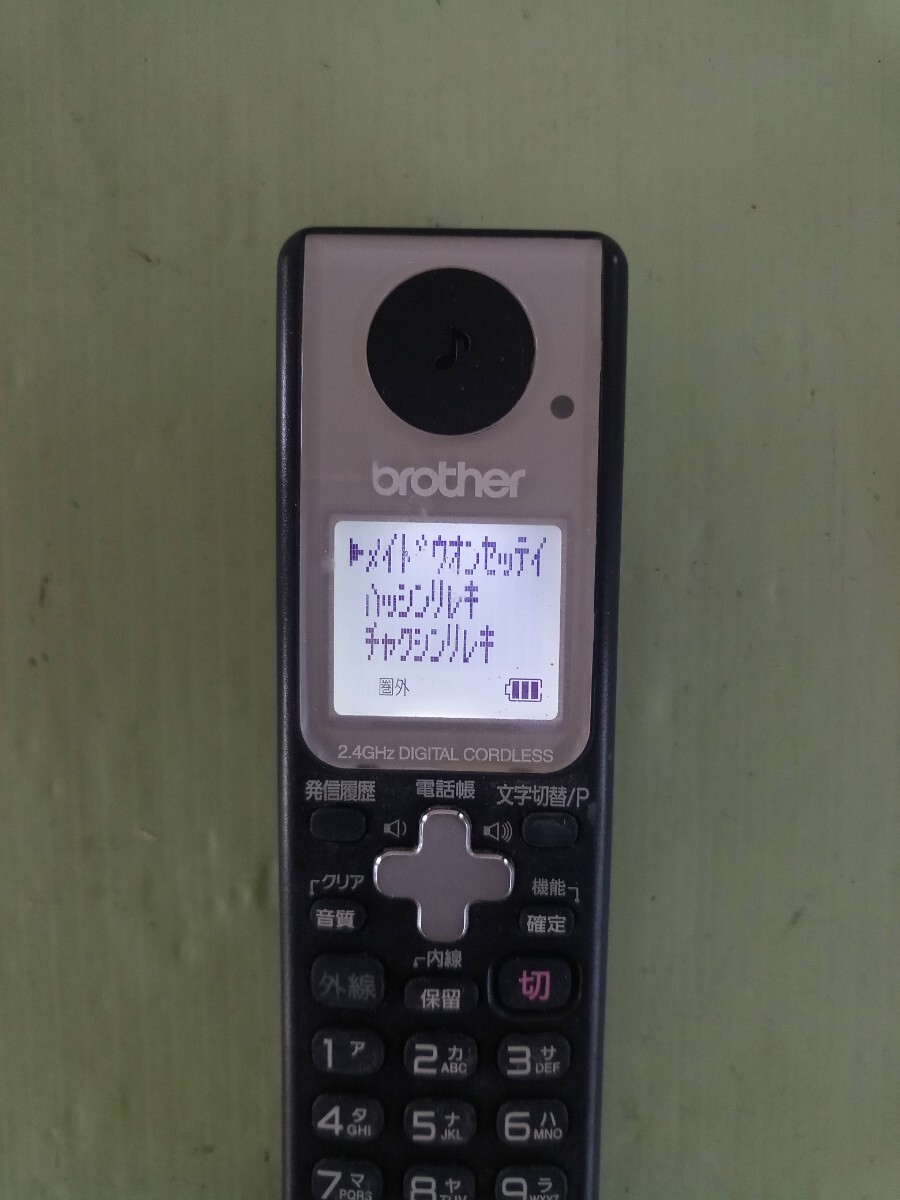 brother
▶メイドウオンセッテイ
ハッシンリレキ
チャクシンリレキ
圏外
2.4GHz DIGITAL CORDLESS
発信履歴 電話帳 文字切替/P
クリア 機能
音質 確定
内線
外線 保留 切
1 ア 2 カ ABC 3 サ DEF
4 タ GHI 5 ナ JKL 6 ハ MNO
7 マ PQRS 8 ヤ TUV 9 ラ WXYZ